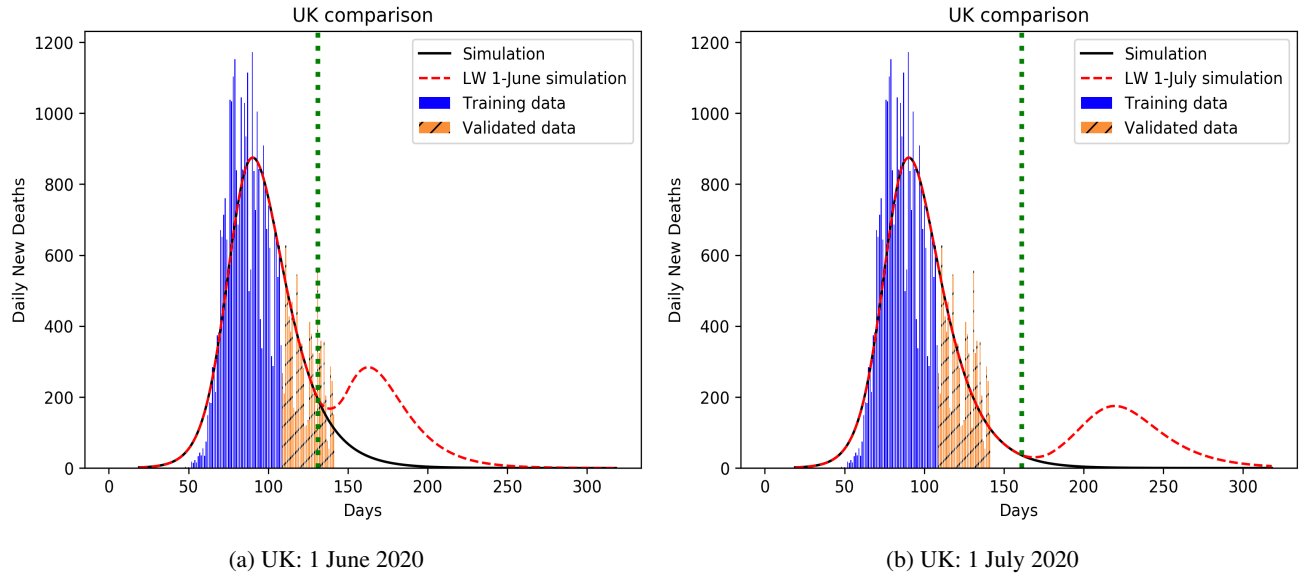 UK comparison
1200
1000
800
600
400
200
0
Daily New Deaths
Simulation
LW 1-June simulation
Training data
Validated data
0 50 100 150 200 250 300
Days
(a) UK: 1 June 2020
UK comparison
1200
1000
800
600
400
200
0
Daily New Deaths
Simulation
LW 1-July simulation
Training data
Validated data
0 50 100 150 200 250 300
Days
(b) UK: 1 July 2020